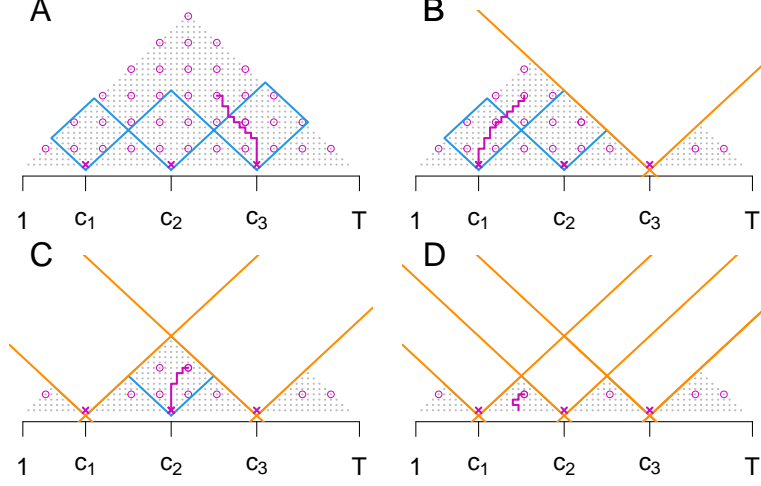 A
B
1 c₁ c₂ c₃ T
1 c₁ c₂ c₃ T
C
D
1 c₁ c₂ c₃ T
1 c₁ c₂ c₃ T